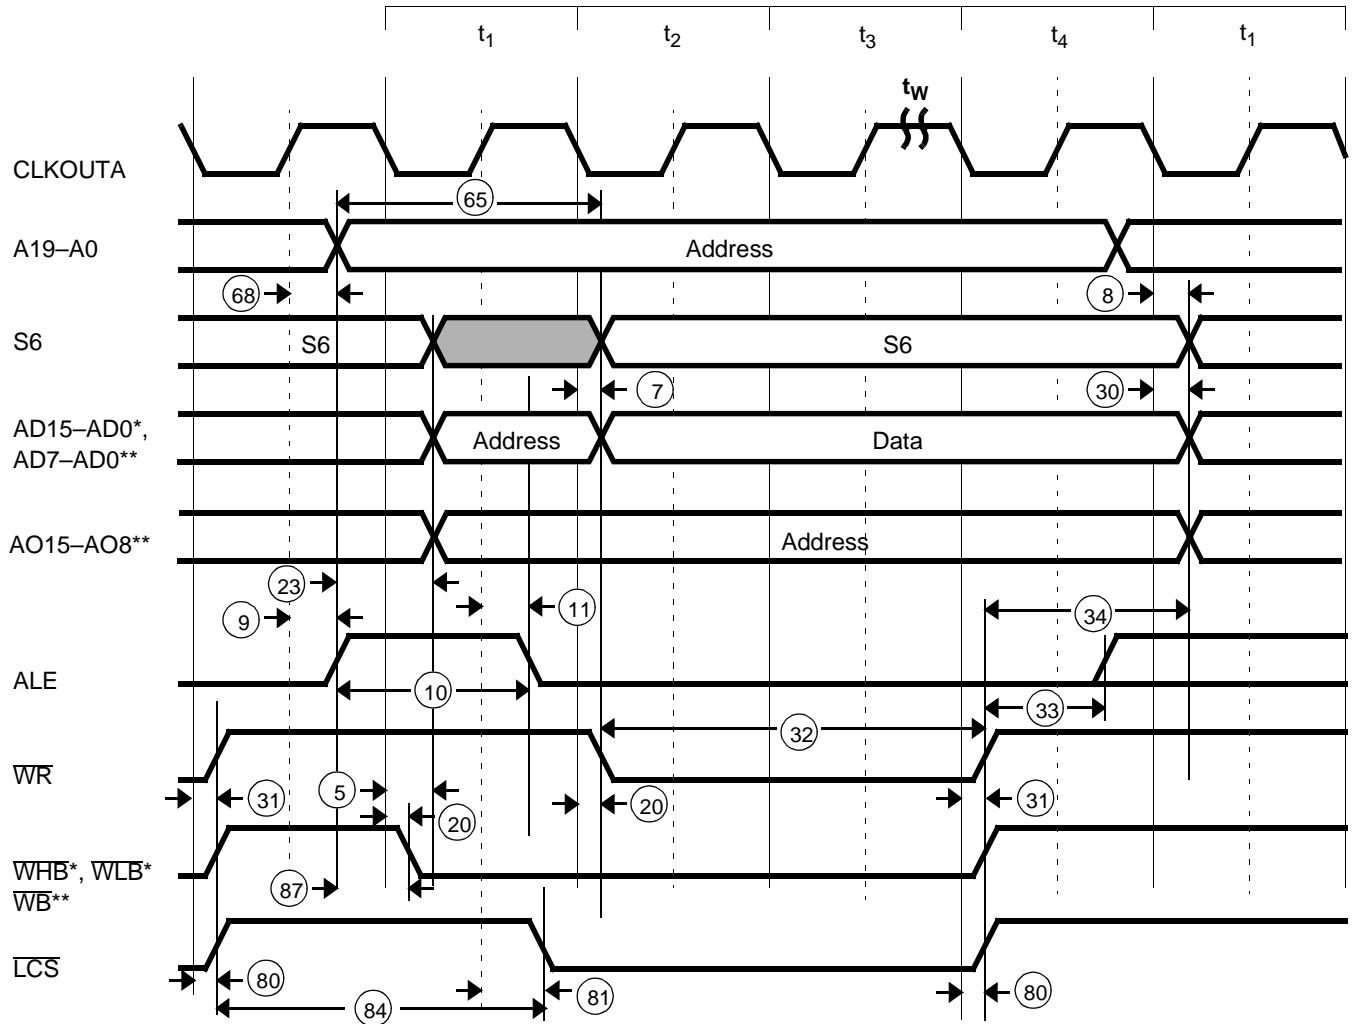 t1 t2 t3 t4 t1
tW
CLKOUTA
65
A19–A0 Address
68 8
S6 S6 S6
7 30
AD15–AD0*,
AD7–AD0** Address Data
AO15–AO8** Address
23
9 11 34
ALE 10 33
32
WR
31 5 20 20 31
WHB*, WLB*
WB** 87
LCS
80 84 81 80